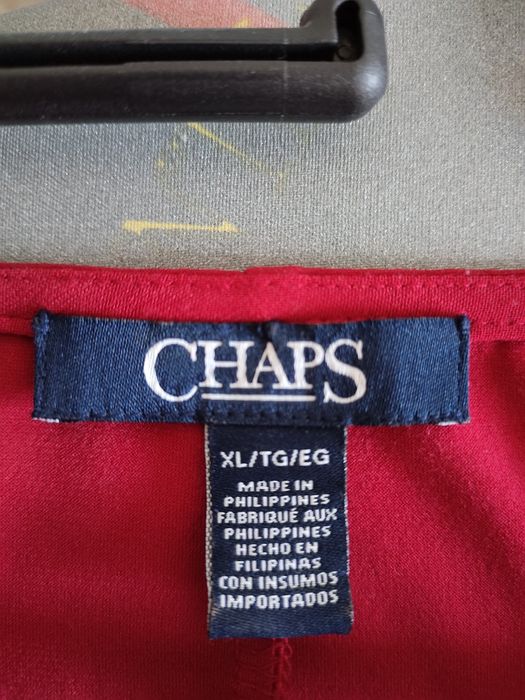 CHAPS
XL/TG/EG
MADE IN
PHILIPPINES
FABRIQUÉ AUX
PHILIPPINES
HECHO EN
FILIPINAS
CON INSUMOS
IMPORTADOS